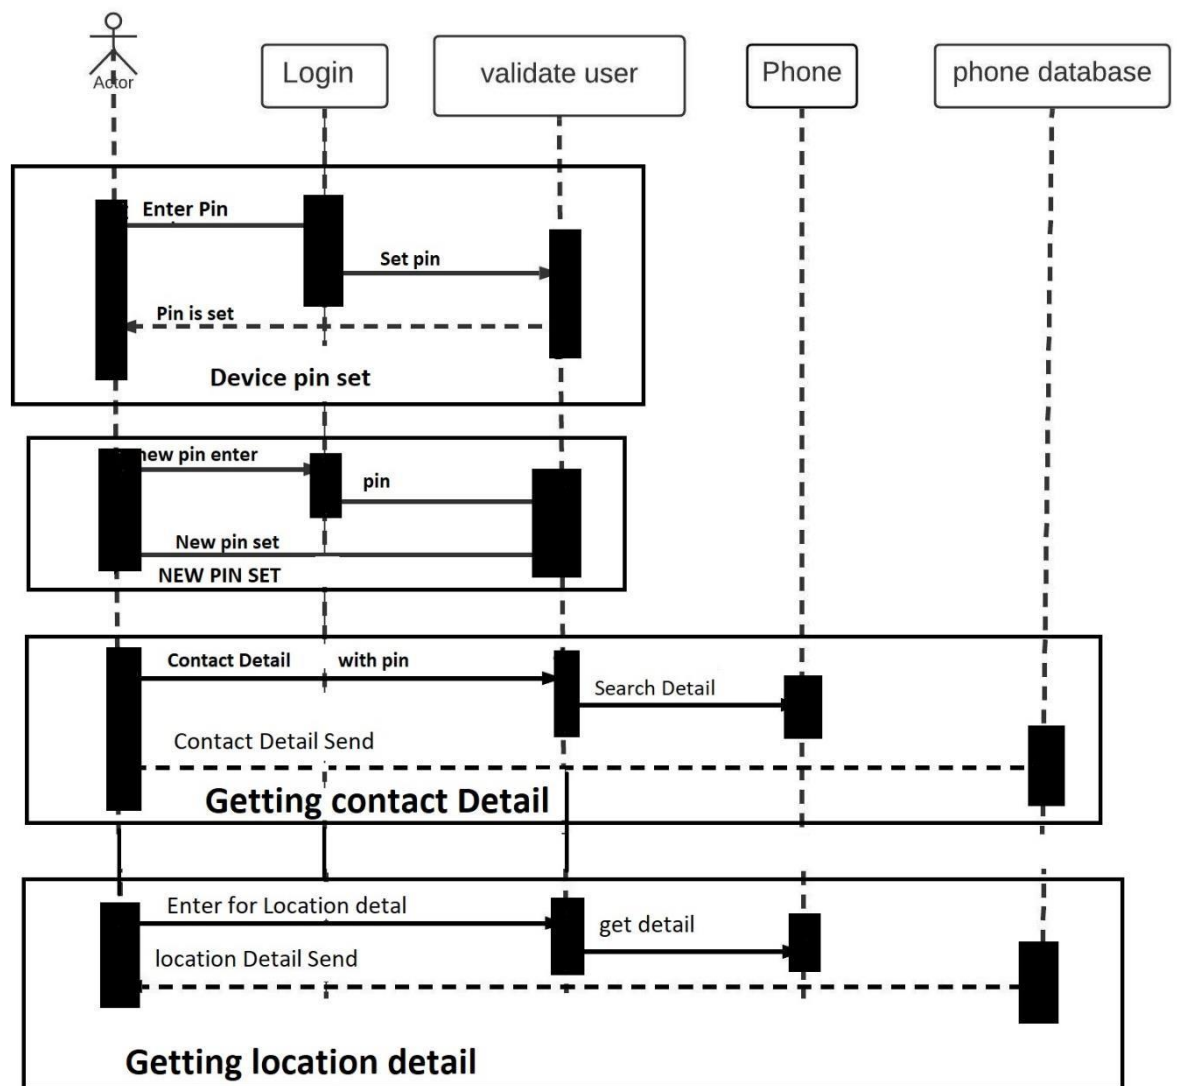 Actor
Login
validate user
Phone
phone database
Enter Pin
Set pin
Pin is set
Device pin set
new pin enter
pin
New pin set
NEW PIN SET
Contact Detail with pin
Search Detail
Contact Detail Send
Getting contact Detail
Enter for Location detal
get detail
location Detail Send
Getting location detail